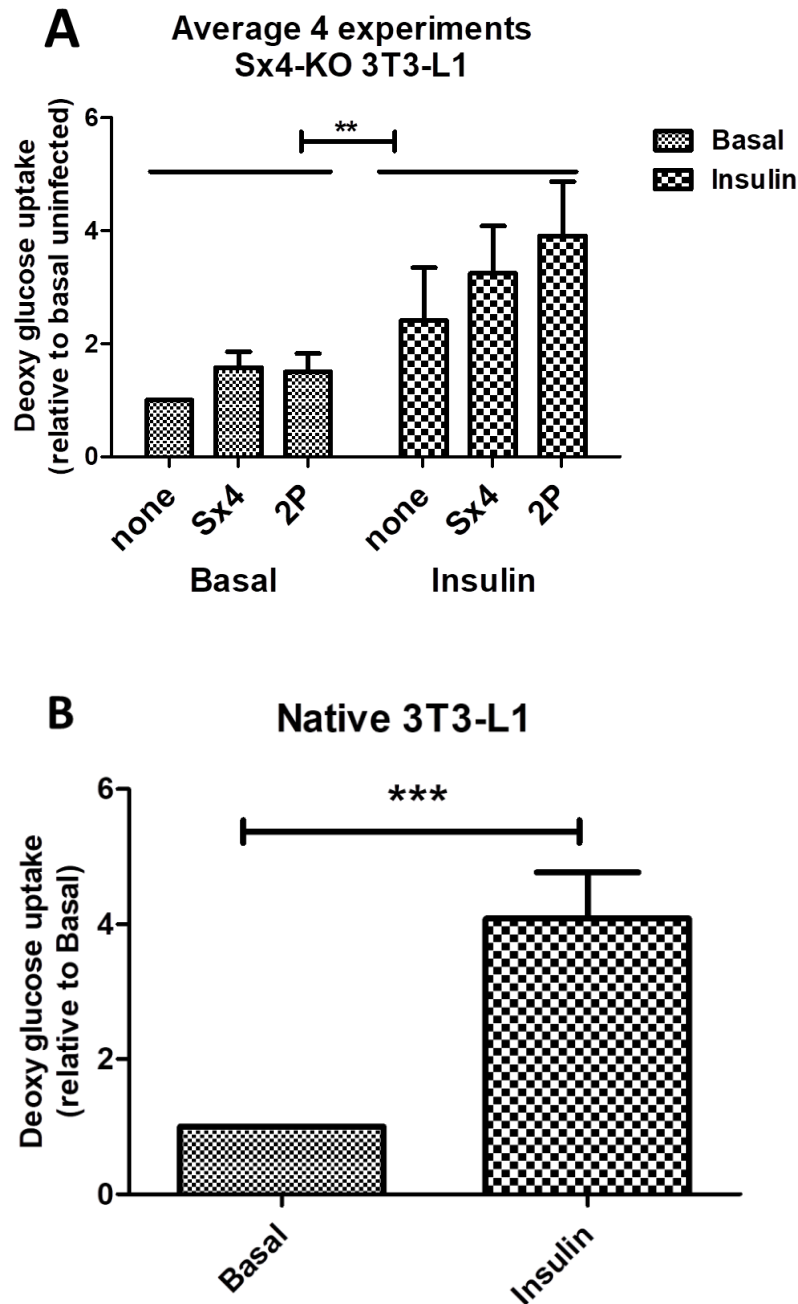 A
Average 4 experiments
Sx4-KO 3T3-L1
Deoxy glucose uptake
(relative to basal uninfected)
6
4
2
0
**
Basal
Insulin
none
Sx4
2P
none
Sx4
2P
Basal
Insulin
B
Native 3T3-L1
Deoxy glucose uptake
(relative to Basal)
6
4
2
0
***
Basal
Insulin